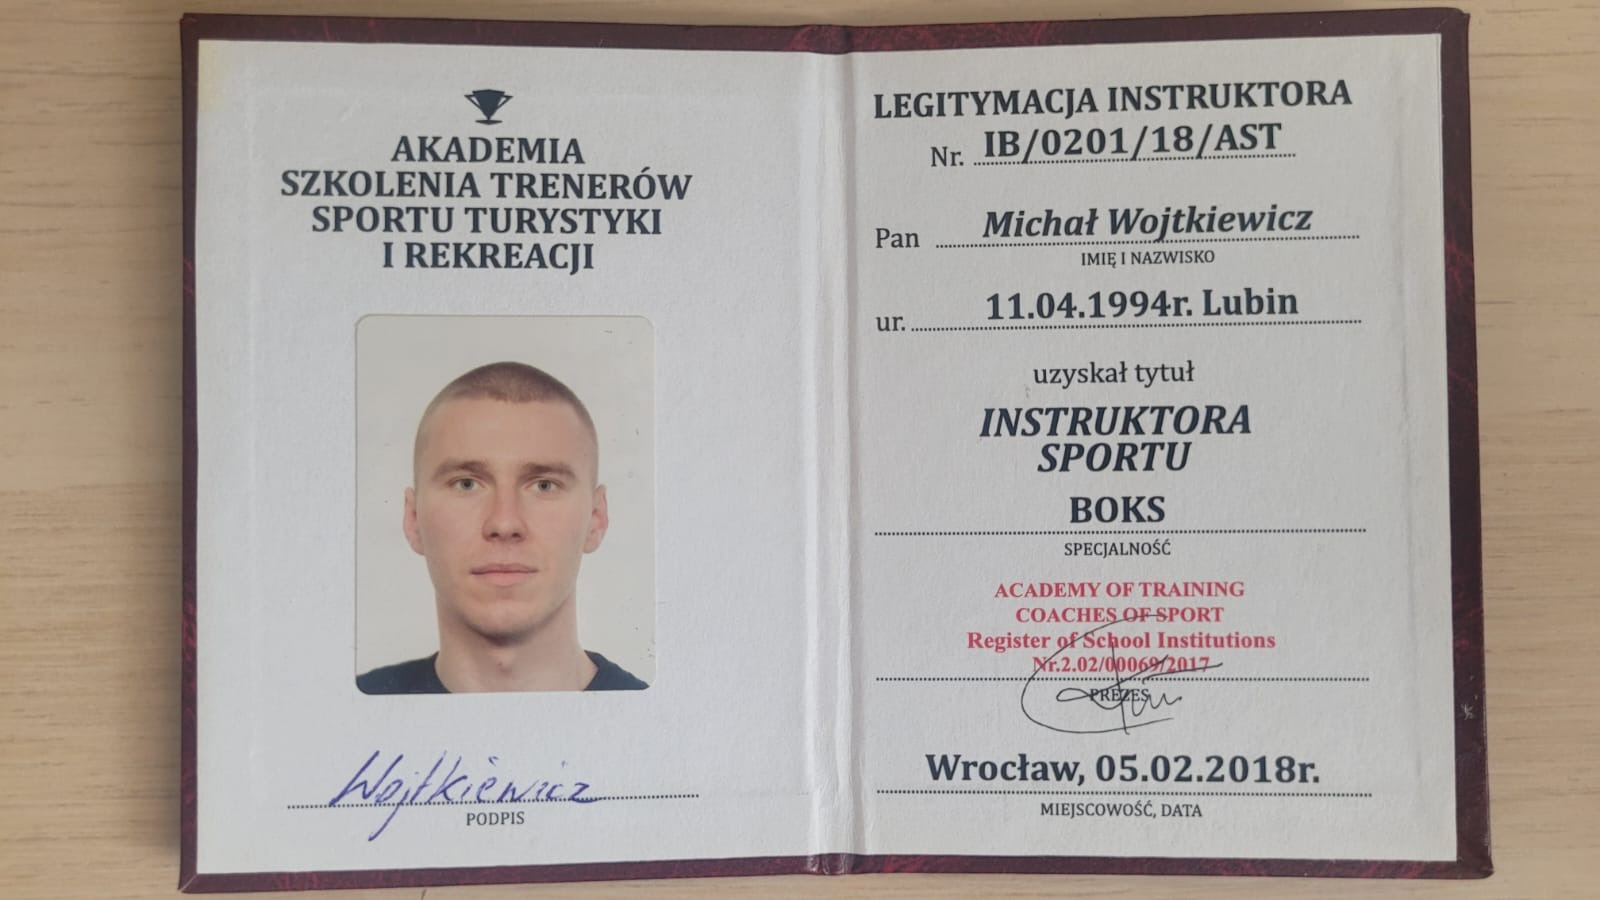 AKADEMIA
SZKOLENIA TRENERÓW
SPORTU TURYSTYKI
I REKREACJI
Wojtkiewicz
PODPIS
LEGITYMACJA INSTRUKTORA
Nr. IB/0201/18/AST
Pan Michał Wojtkiewicz
IMIĘ I NAZWISKO
ur. 11.04.1994r. Lubin
uzyskał tytuł
INSTRUKTORA
SPORTU
BOKS
SPECJALNOŚĆ
ACADEMY OF TRAINING
COACHES OF SPORT
Register of School Institutions
Nr.2.02/00069/2017
PREZES
Wrocław, 05.02.2018r.
MIEJSCOWOŚĆ, DATA